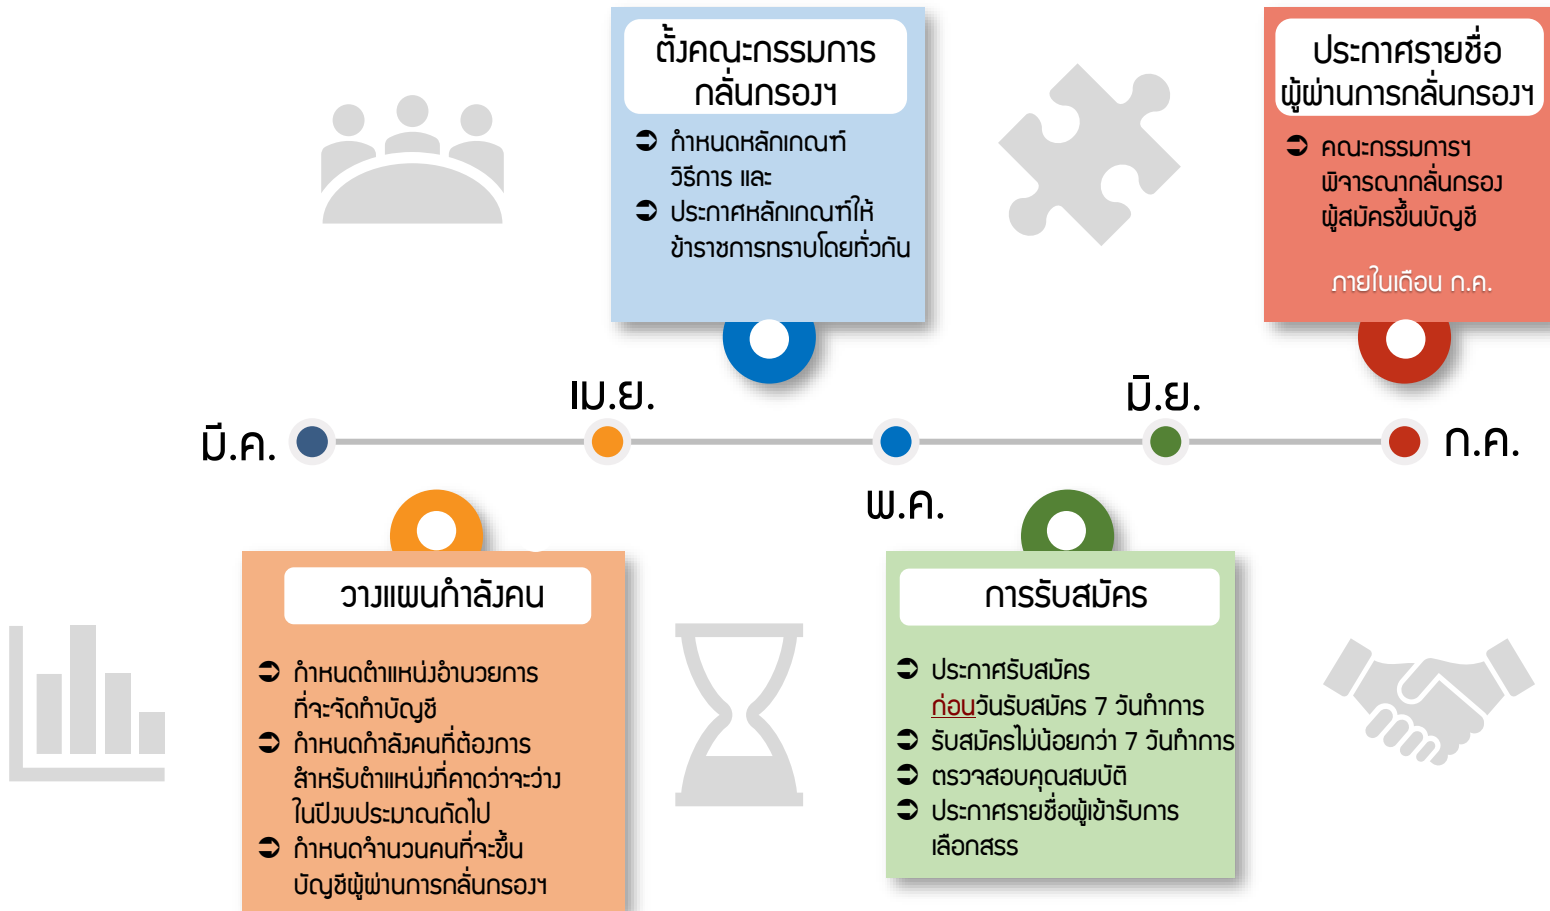 ตั้งคณะกรรมการ
กลั่นกรองฯ
➲ กำหนดหลักเกณฑ์
วิธีการ และ
➲ ประกาศหลักเกณฑ์ให้
ข้าราชการทราบโดยทั่วกัน
ประกาศรายชื่อ
ผู้ผ่านการกลั่นกรองฯ
➲ คณะกรรมการฯ
พิจารณากลั่นกรอง
ผู้สมัครขึ้นบัญชี
ภายในเดือน ก.ค.
มี.ค.
เม.ย.
พ.ค.
มิ.ย.
ก.ค.
วางแผนกำลังคน
➲ กำหนดตำแหน่งอำนวยการ
ที่จะจัดทำบัญชี
➲ กำหนดกำลังคนที่ต้องการ
สำหรับตำแหน่งที่คาดว่าจะว่าง
ในปีงบประมาณถัดไป
➲ กำหนดจำนวนคนที่จะขึ้น
บัญชีผู้ผ่านการกลั่นกรองฯ
การรับสมัคร
➲ ประกาศรับสมัคร
ก่อนวันรับสมัคร 7 วันทำการ
➲ รับสมัครไม่น้อยกว่า 7 วันทำการ
➲ ตรวจสอบคุณสมบัติ
➲ ประกาศรายชื่อผู้เข้ารับการ
เลือกสรร